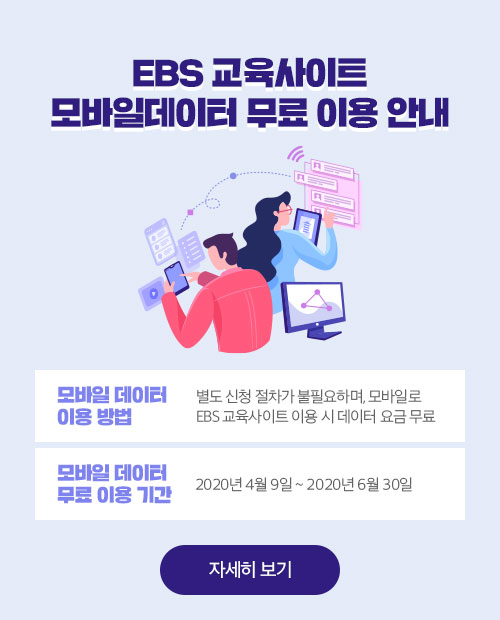 EBS 교육사이트
모바일데이터 무료 이용 안내
모바일 데이터
이용 방법
별도 신청 절차가 불필요하며, 모바일로
EBS 교육사이트 이용 시 데이터 요금 무료
모바일 데이터
무료 이용 기간
2020년 4월 9일 ~ 2020년 6월 30일
자세히 보기